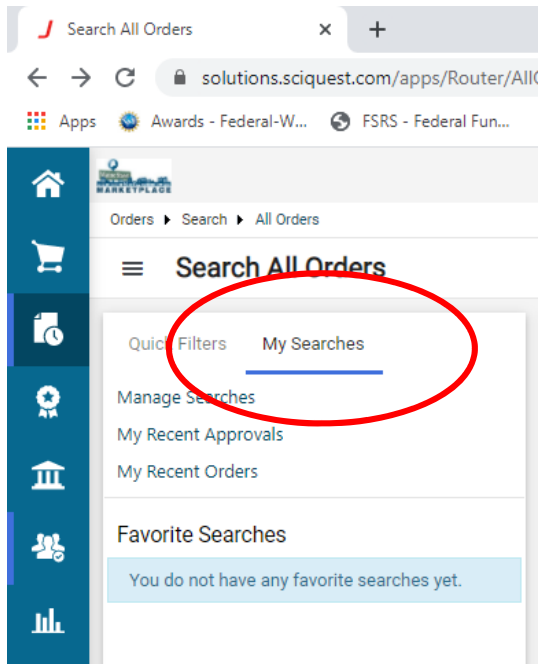 Search All Orders
solutions.sciquest.com/apps/Router/All
Apps Awards - Federal-W... FSRS - Federal Fun...
MARKETPLACE
Orders Search All Orders
Search All Orders
Quick Filters My Searches
Manage Searches
My Recent Approvals
My Recent Orders
Favorite Searches
You do not have any favorite searches yet.